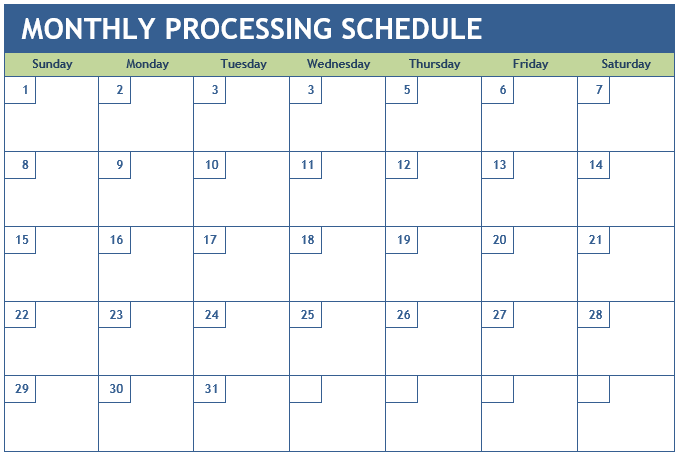 MONTHLY PROCESSING SCHEDULE
Sunday Monday Tuesday Wednesday Thursday Friday Saturday
1 2 3 3 5 6 7
8 9 10 11 12 13 14
15 16 17 18 19 20 21
22 23 24 25 26 27 28
29 30 31